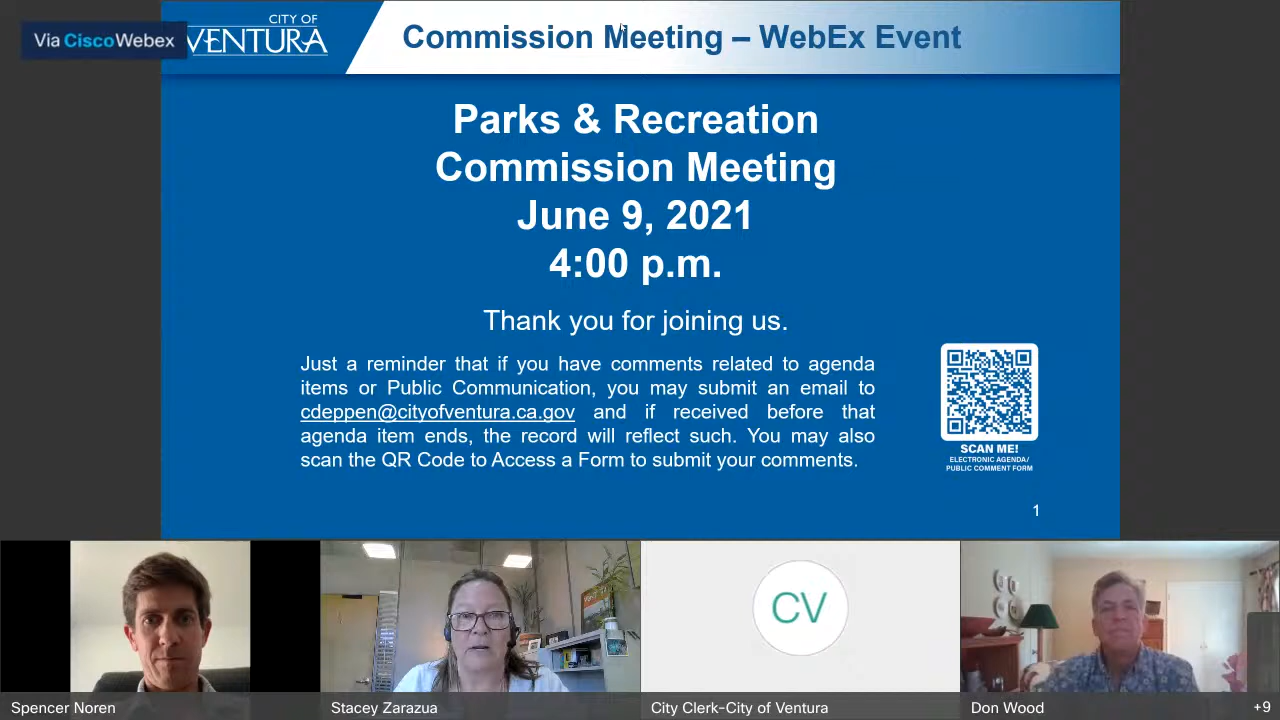 Via Cisco Webex
CITY OF
VENTURA
Commission Meeting – WebEx Event
Parks & Recreation
Commission Meeting
June 9, 2021
4:00 p.m.
Thank you for joining us.
Just a reminder that if you have comments related to agenda
items or Public Communication, you may submit an email to
cdeppen@cityofventura.ca.gov and if received before that
agenda item ends, the record will reflect such. You may also
scan the QR Code to Access a Form to submit your comments.
SCAN ME!
ELECTRONIC AGENDA/
PUBLIC COMMENT FORM
1
CV
Spencer Noren
Stacey Zarazua
City Clerk-City of Ventura
Don Wood
+9